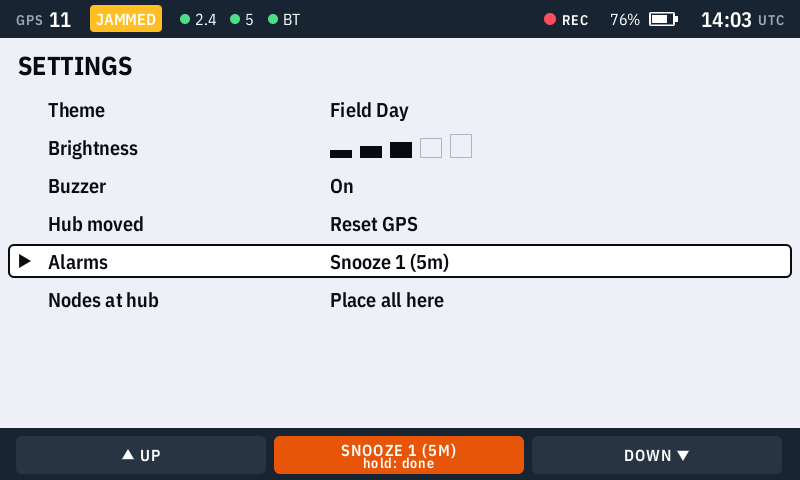 GPS 11 JAMMED 2.4 5 BT REC 76% 14:03 UTC
SETTINGS
Theme Field Day
Brightness
Buzzer On
Hub moved Reset GPS
Alarms Snooze 1 (5m)
Nodes at hub Place all here
UP SNOOZE 1 (5M) DOWN
hold: done